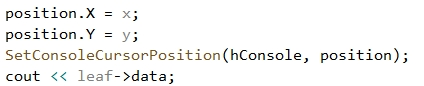 position.X = x;
position.Y = y;
SetConsoleCursorPosition(hConsole, position);
cout << leaf->data;